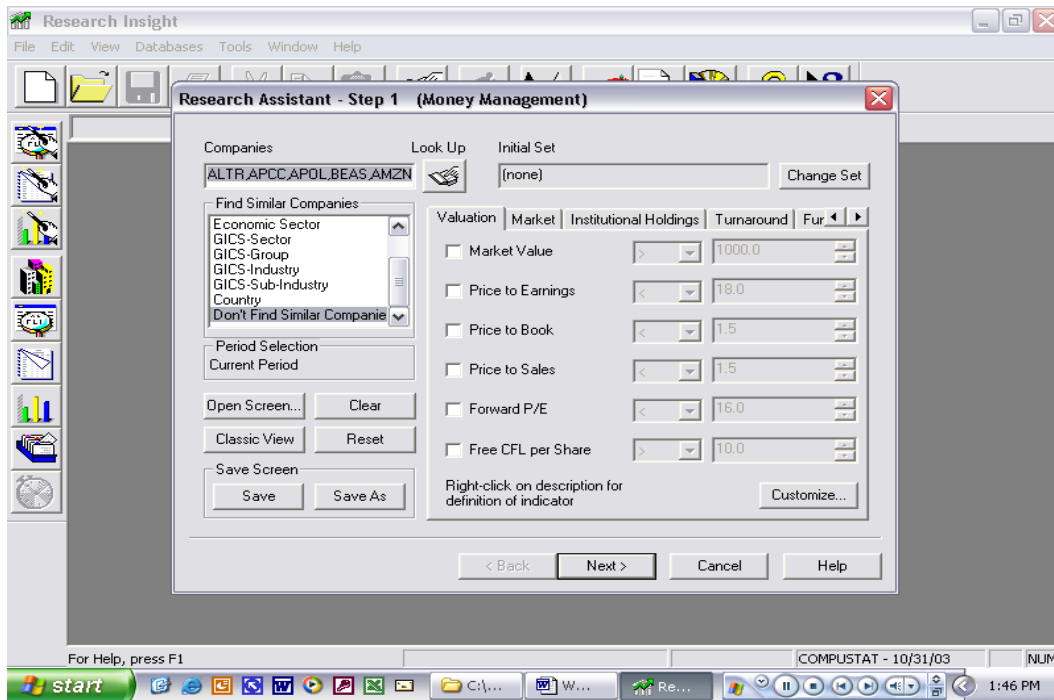 Research Insight
File Edit View Databases Tools Window Help
Research Assistant - Step 1 (Money Management)
Companies Look Up Initial Set
ALTR,APCC,APOL,BEAS,AMZN (none) Change Set
Find Similar Companies
Economic Sector
GICS-Sector
GICS-Group
GICS-Industry
GICS-Sub-Industry
Country
Don't Find Similar Companie
Period Selection
Current Period
Open Screen... Clear
Classic View Reset
Save Screen
Save Save As
Valuation Market Institutional Holdings Turnaround Fur
Market Value > 1000.0
Price to Earnings < 18.0
Price to Book < 1.5
Price to Sales < 1.5
Forward P/E < 16.0
Free CFL per Share > 10.0
Right-click on description for
definition of indicator
Customize...
< Back Next > Cancel Help
For Help, press F1 COMPUSTAT - 10/31/03 NUM
start C:\... W... Re... 1:46 PM